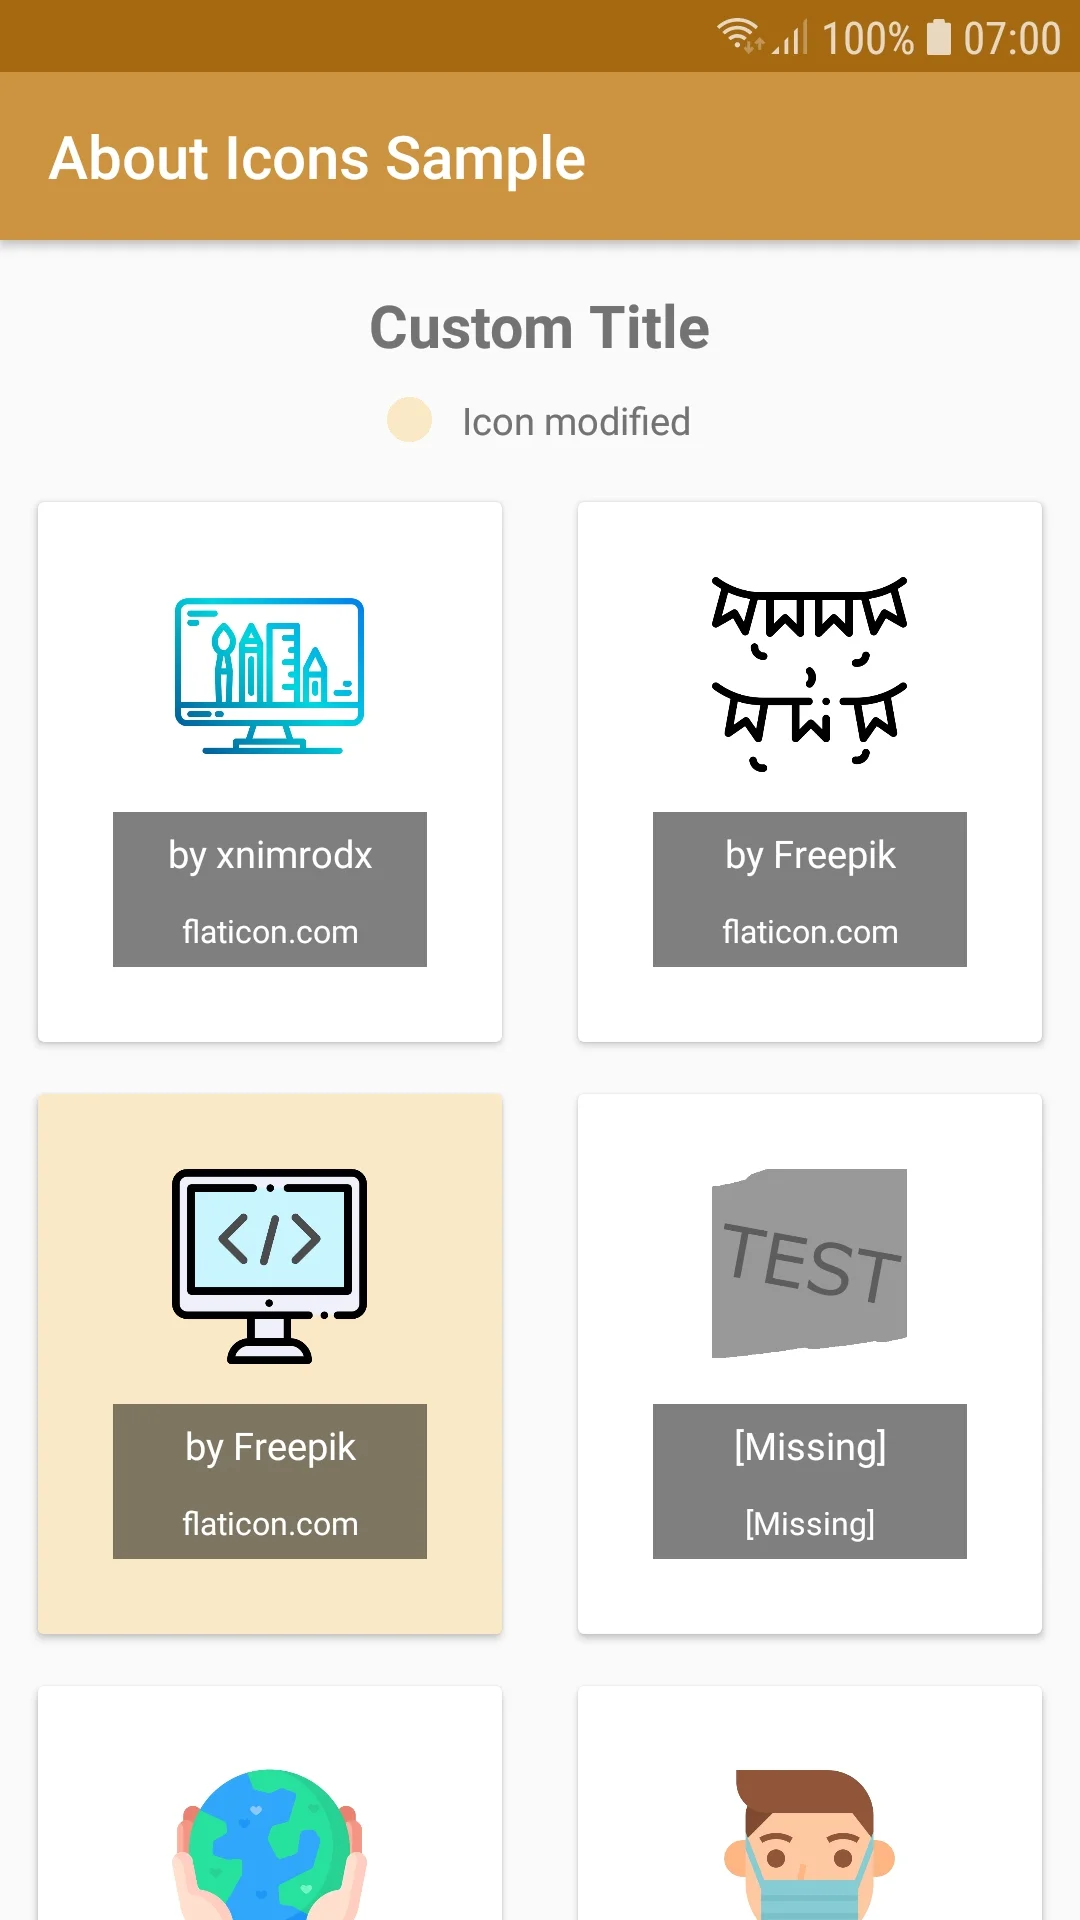 100% 07:00
About Icons Sample
Custom Title
Icon modified
by xnimrodx
flaticon.com
by Freepik
flaticon.com
</>
by Freepik
flaticon.com
TEST
[Missing]
[Missing]